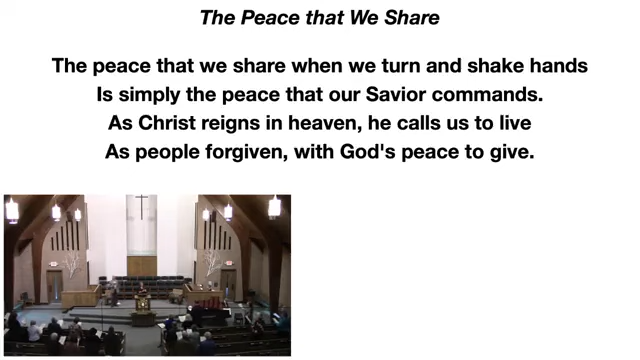 The Peace that We Share
The peace that we share when we turn and shake hands
Is simply the peace that our Savior commands.
As Christ reigns in heaven, he calls us to live
As people forgiven, with God's peace to give.